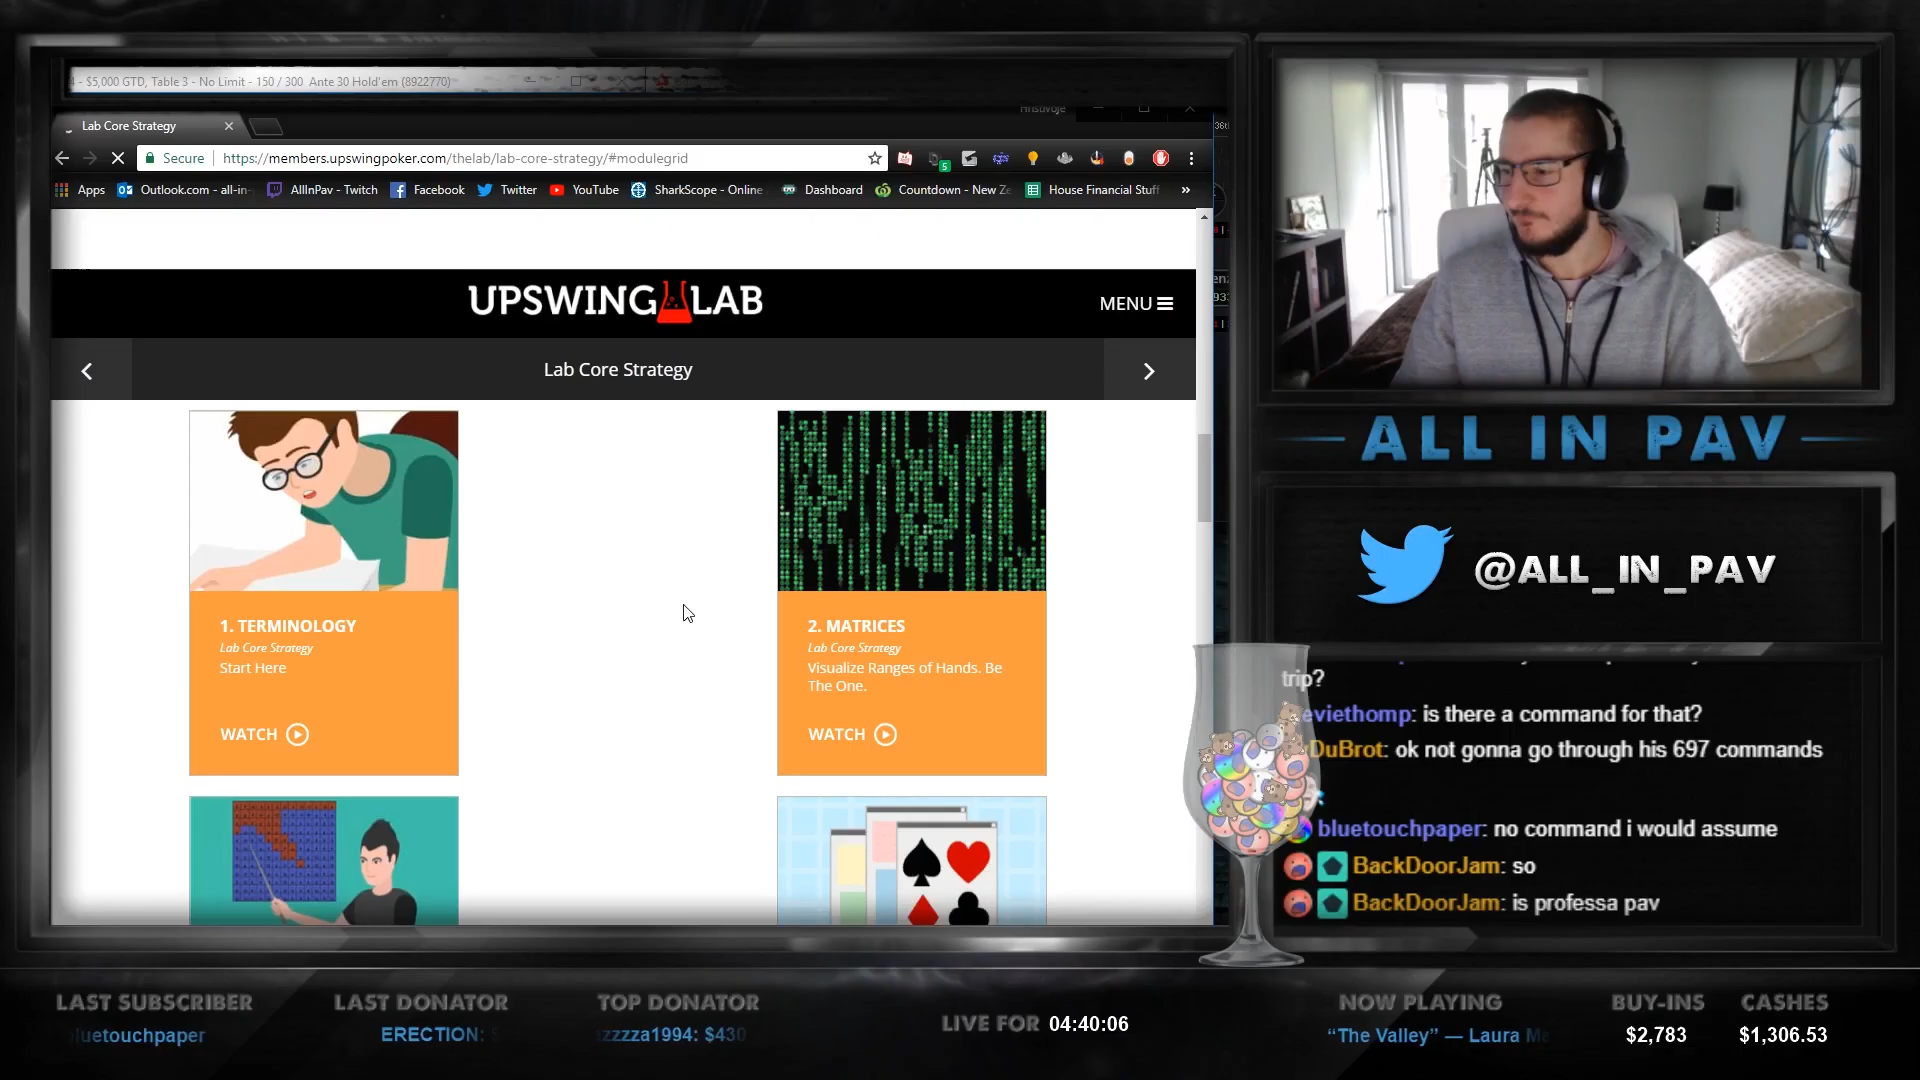 - $5,000 GTD, Table 3 - No Limit - 150 / 300 Ante 30 Hold'em (8922770)
Lab Core Strategy
Secure
https://members.upswingpoker.com/thelab/lab-core-strategy/#modulegrid
5
Apps
Outlook.com - all-in-
AllInPav - Twitch
Facebook
Twitter
YouTube
SharkScope - Online
Dashboard
Countdown - New Ze
House Financial Stuff
»
UPSWING LAB
MENU
Lab Core Strategy
1. TERMINOLOGY
Lab Core Strategy
Start Here
WATCH
2. MATRICES
Lab Core Strategy
Visualize Ranges of Hands. Be
The One.
WATCH
ALL IN PAV
@ALL_IN_PAV
trip?
eviethomp: is there a command for that?
DuBrot: ok not gonna go through his 697 commands
bluetouchpaper: no command i would assume
BackDoorJam: so
BackDoorJam: is professa pav
LAST SUBSCRIBER
luetouchpaper
LAST DONATOR
ERECTION:
TOP DONATOR
zzzza1994: $430
LIVE FOR 04:40:06
NOW PLAYING
“The Valley” — Laura
BUY-INS
$2,783
CASHES
$1,306.53